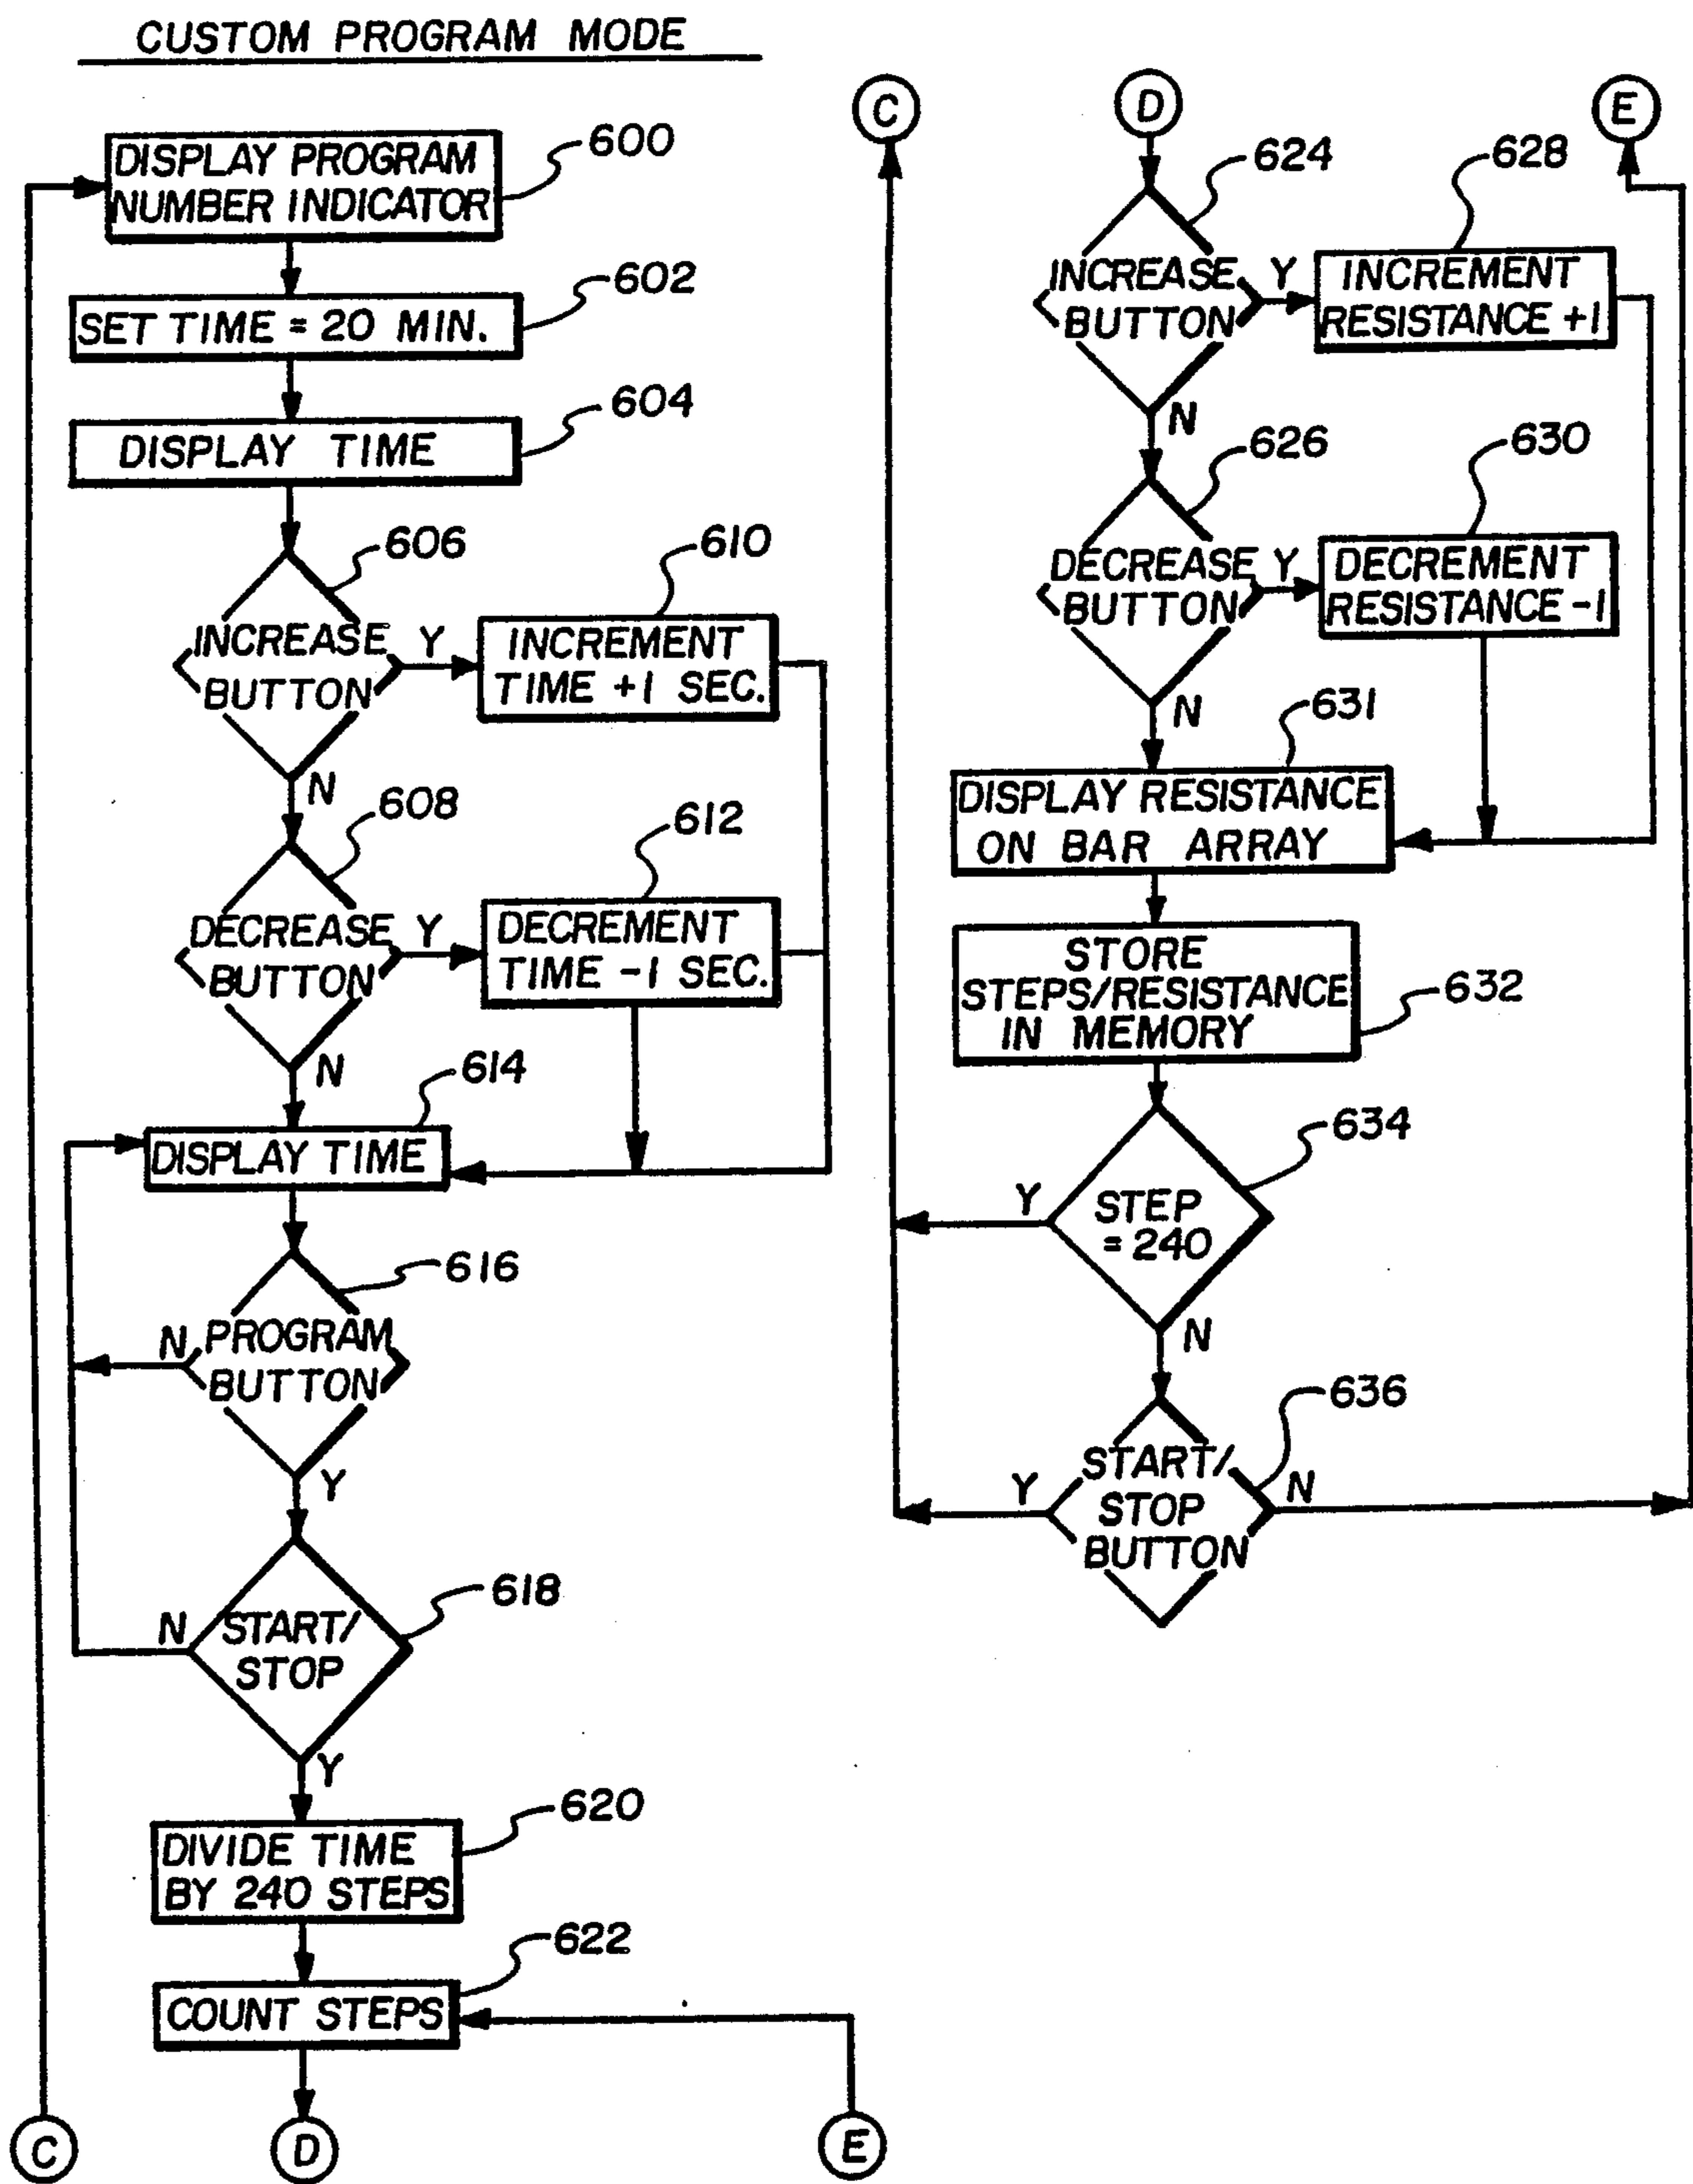 CUSTOM PROGRAM MODE
DISPLAY PROGRAM
NUMBER INDICATOR
600
SET TIME = 20 MIN.
602
DISPLAY TIME
604
606
INCREASE
BUTTON
Y
N
610
INCREMENT
TIME +1 SEC.
608
DECREASE
BUTTON
Y
N
612
DECREMENT
TIME -1 SEC.
614
DISPLAY TIME
616
N
PROGRAM
BUTTON
Y
618
N
START/
STOP
Y
620
DIVIDE TIME
BY 240 STEPS
622
COUNT STEPS
C
D
E
C
D
E
624
INCREASE
BUTTON
Y
N
628
INCREMENT
RESISTANCE +1
626
DECREASE
BUTTON
Y
N
630
DECREMENT
RESISTANCE -1
631
DISPLAY RESISTANCE
ON BAR ARRAY
STORE
STEPS/RESISTANCE
IN MEMORY
632
634
Y
STEP
= 240
N
636
Y
START/
STOP
BUTTON
N